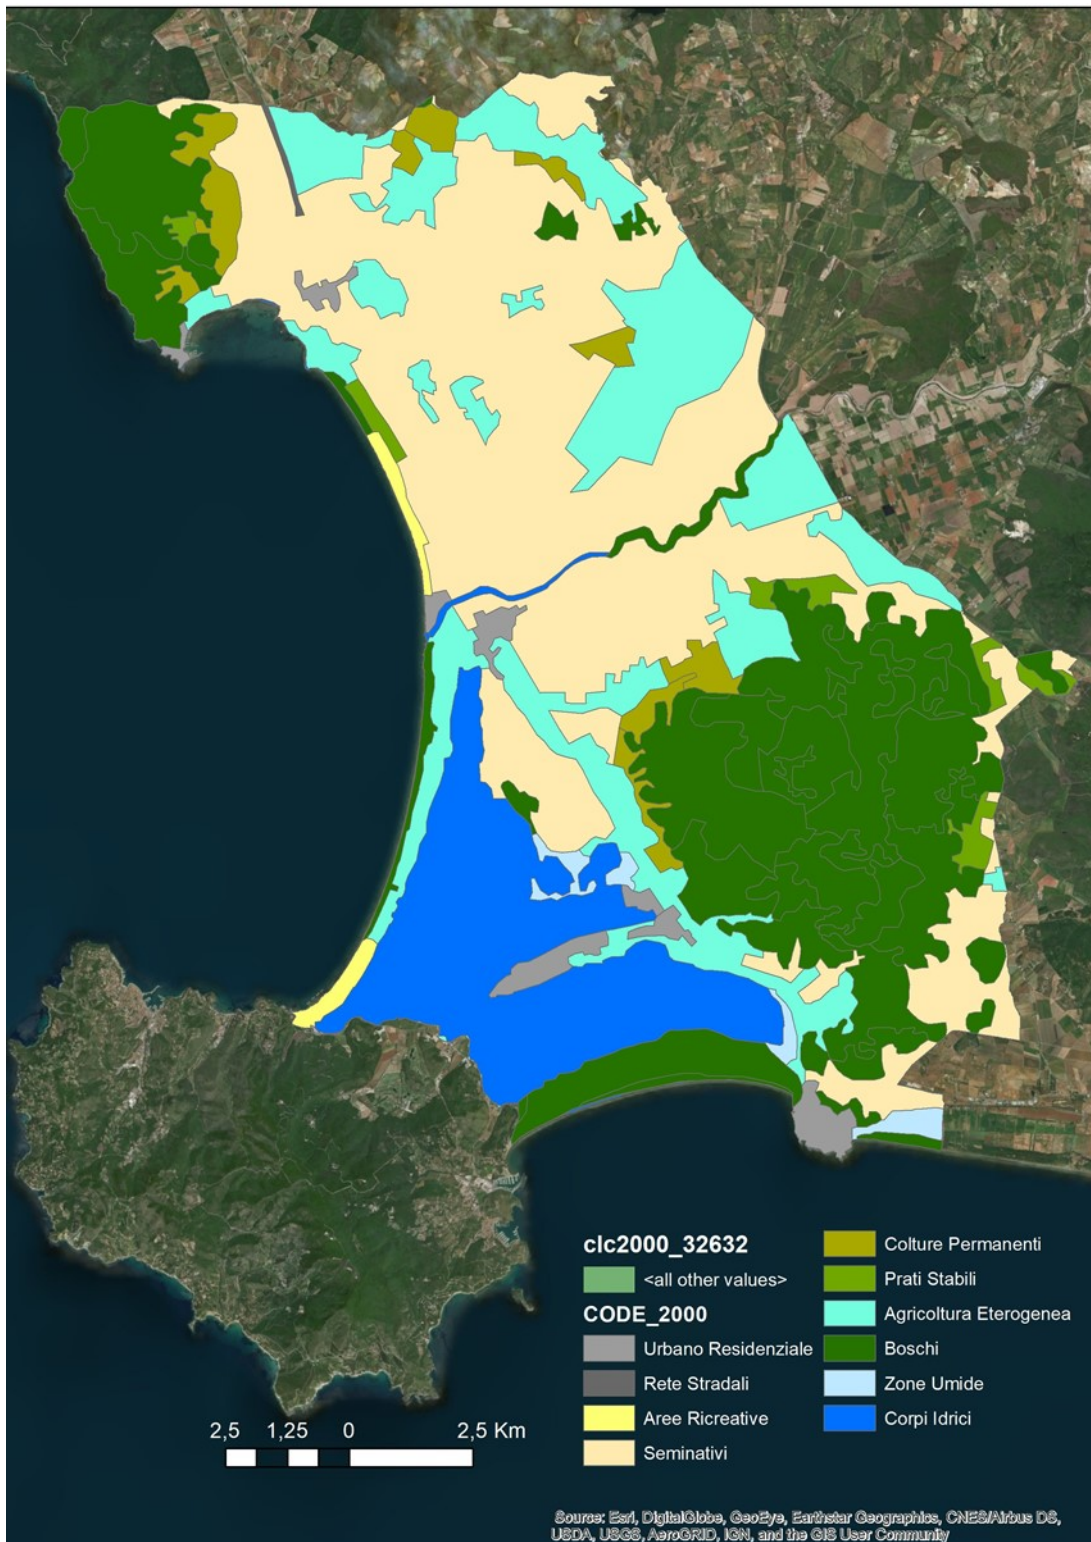 clc2000_32632
<all other values>
CODE_2000
Urbano Residenziale
Rete Stradali
Aree Ricreative
Seminativi
Colture Permanenti
Prati Stabili
Agricoltura Eterogenea
Boschi
Zone Umide
Corpi Idrici
2,5 1,25 0 2,5 Km
Source: Esri, DigitalGlobe, GeoEye, Earthstar Geographics, CNES/Airbus DS,
USDA, USGS, AeroGRID, IGN, and the GIS User Community